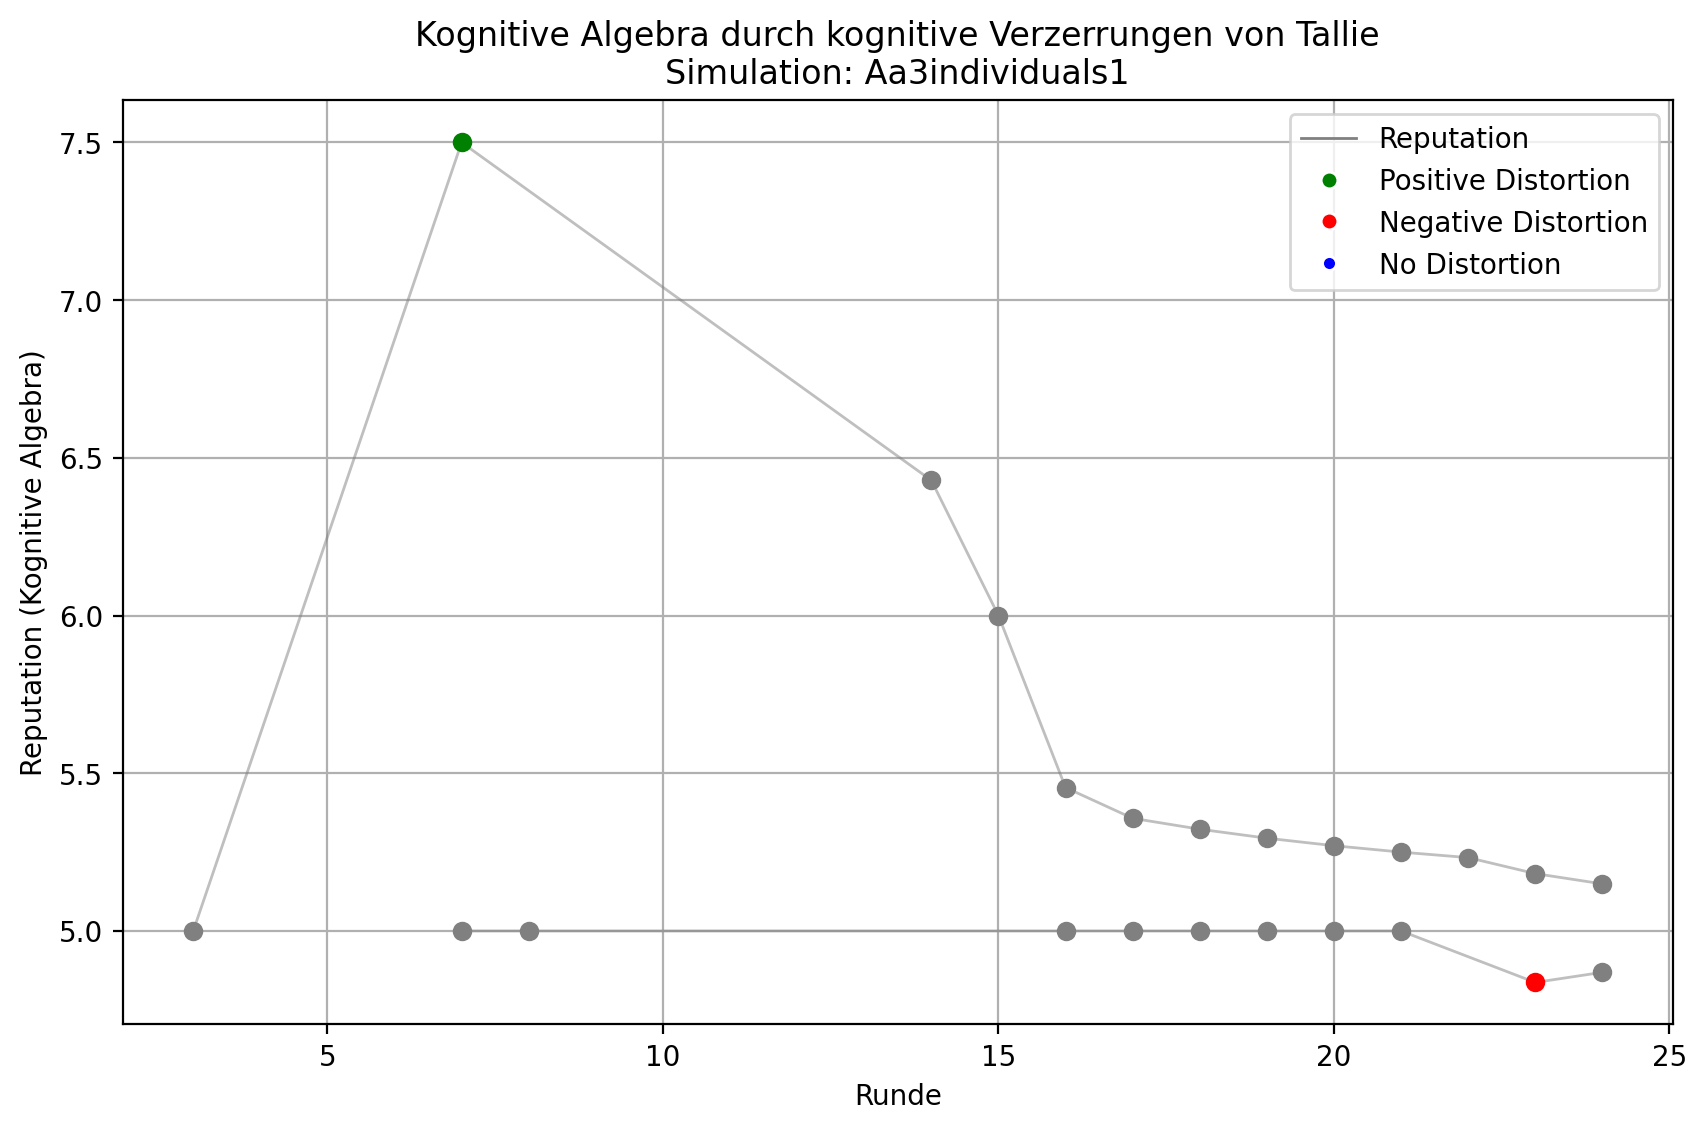 Kognitive Algebra durch kognitive Verzerrungen von Tallie
Simulation: Aa3individuals1
Reputation (Kognitive Algebra)
7.5
7.0
6.5
6.0
5.5
5.0
Reputation
Positive Distortion
Negative Distortion
No Distortion
5
10
15
20
25
Runde